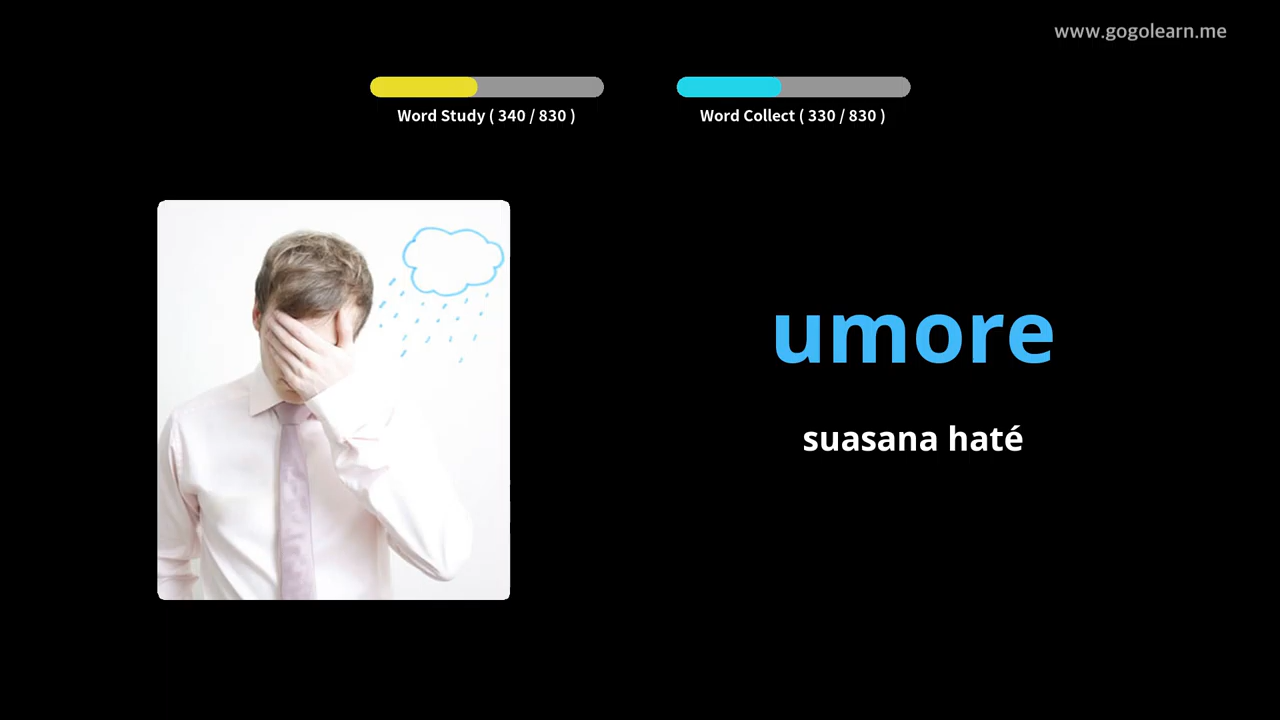 www.gogolearn.me
Word Study ( 340 / 830 )
Word Collect ( 330 / 830 )
umore
suasana haté